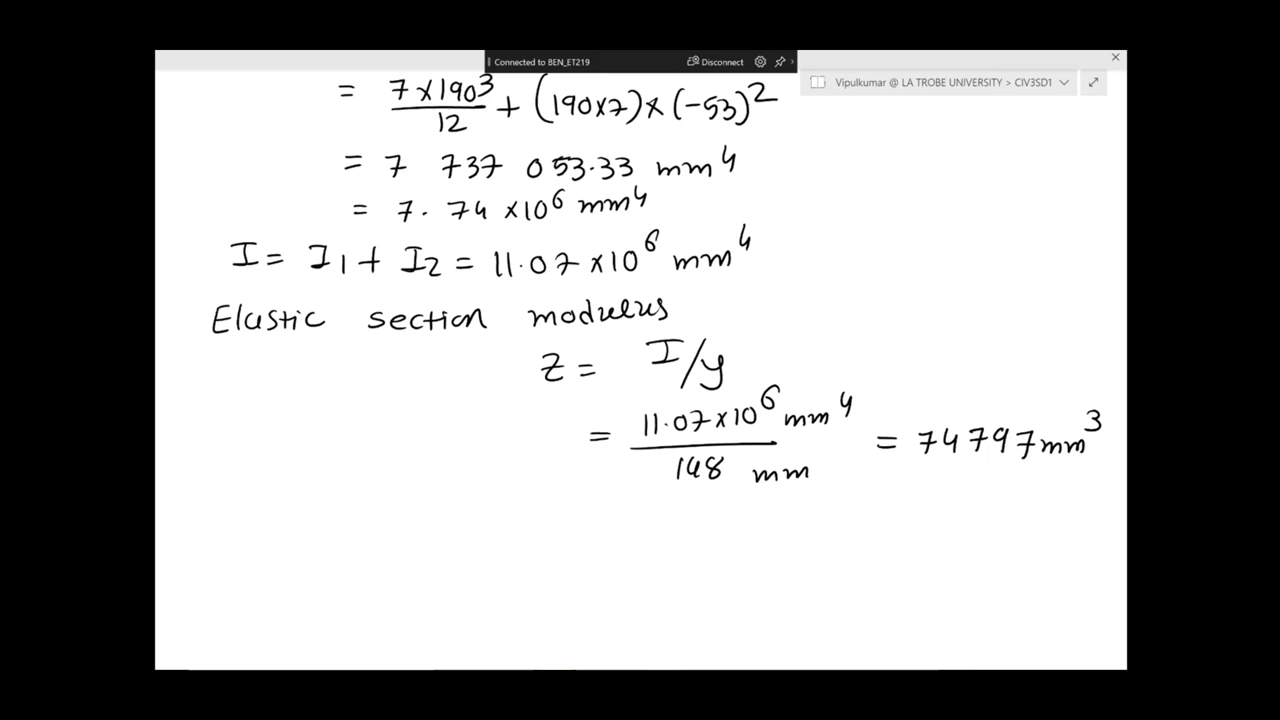 Connected to BEN_ET219 Disconnect
Vipulkumar @ LA TROBE UNIVERSITY > CIV3SD1
= 7×190³/12 + (190×7)×(-53)²
= 7 737 053.33 mm⁴
= 7.74 ×10⁶ mm⁴
I = I₁ + I₂ = 11.07 ×10⁶ mm⁴
Elastic section modulus
Z = I/y
= 11.07×10⁶ mm⁴ / 148 mm = 74797 mm³